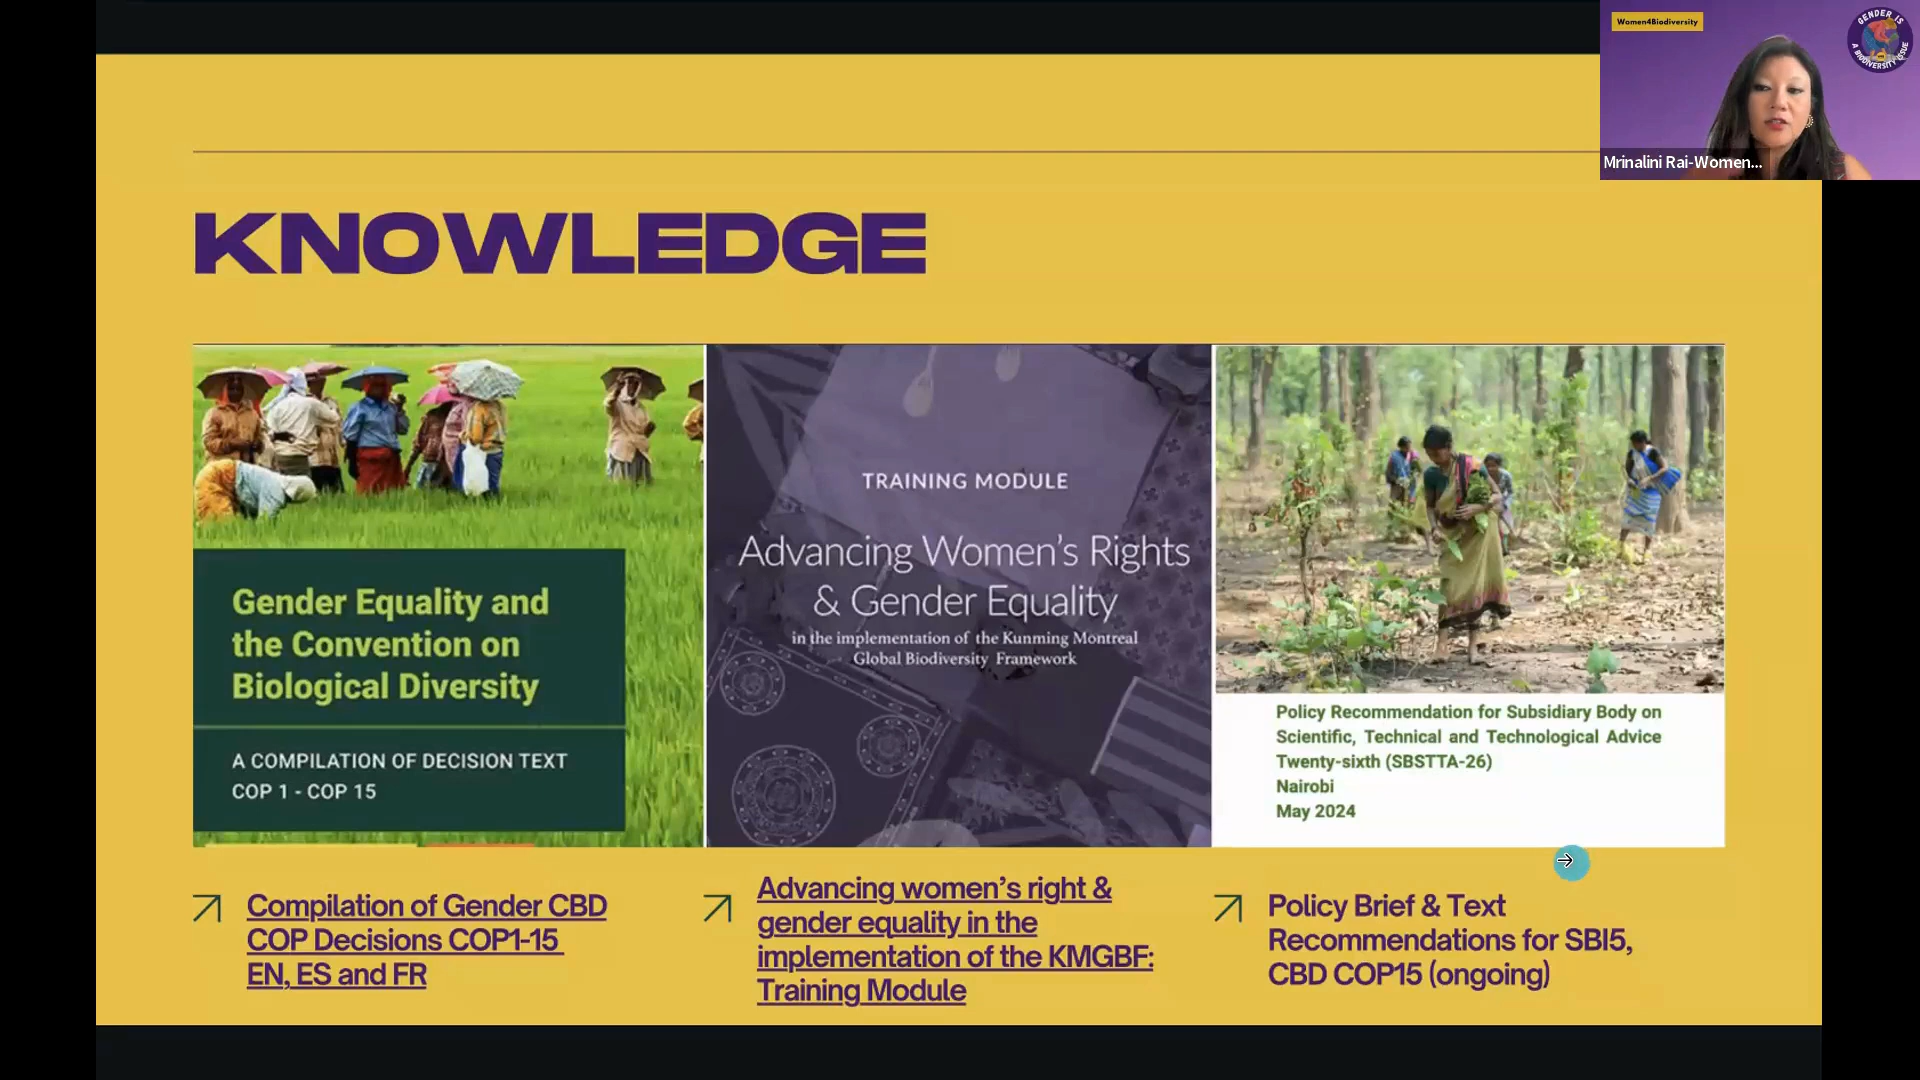 Women4Biodiversity
GENDER IS
A BIODIVERSITY ISSUE
Mrinalini Rai-Women...
KNOWLEDGE
Gender Equality and
the Convention on
Biological Diversity
A COMPILATION OF DECISION TEXT
COP 1 - COP 15
TRAINING MODULE
Advancing Women's Rights
& Gender Equality
in the implementation of the Kunming Montreal
Global Biodiversity Framework
Policy Recommendation for Subsidiary Body on
Scientific, Technical and Technological Advice
Twenty-sixth (SBSTTA-26)
Nairobi
May 2024
Compilation of Gender CBD
COP Decisions COP1-15
EN, ES and FR
Advancing women's right &
gender equality in the
implementation of the KMGBF:
Training Module
Policy Brief & Text
Recommendations for SBI5,
CBD COP15 (ongoing)